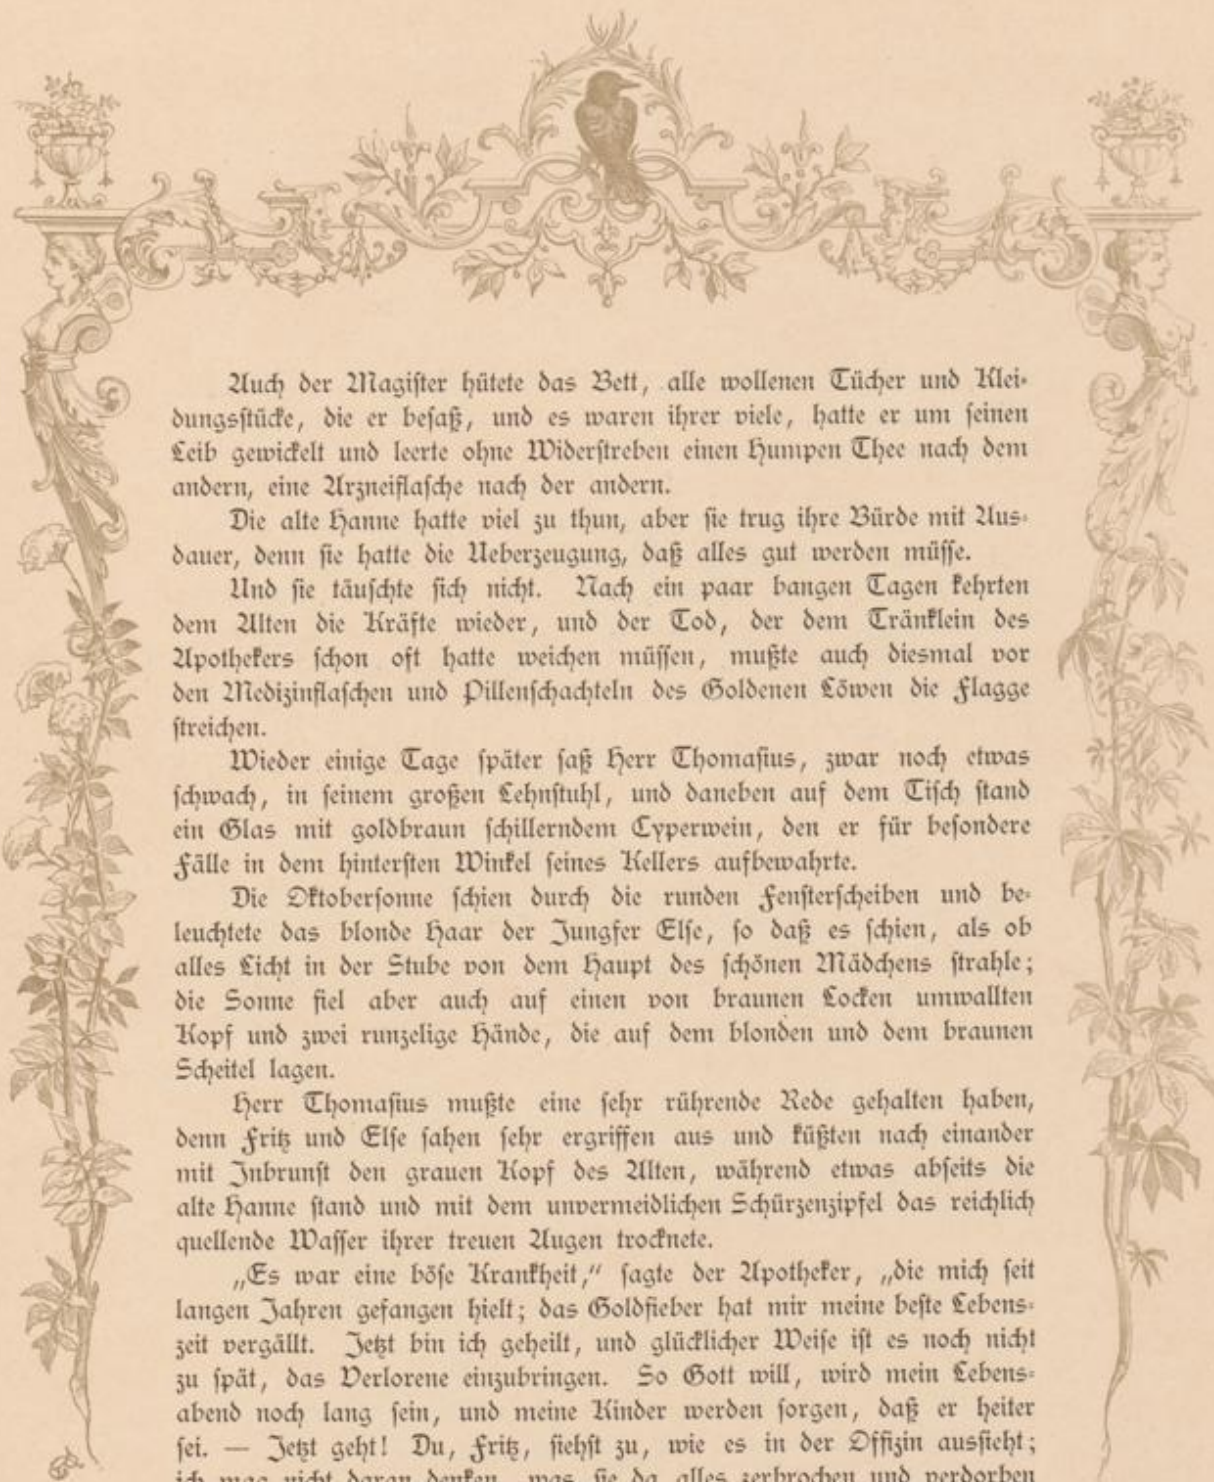 Auch der Magiſter hütete das Bett, alle wollenen Tücher und Klei-
dungsſtücke, die er beſaß, und es waren ihrer viele, hatte er um ſeinen
Leib gewickelt und leerte ohne Widerſtreben einen Humpen Thee nach dem
andern, eine Arzneiflaſche nach der andern.
Die alte Hanne hatte viel zu thun, aber ſie trug ihre Bürde mit Aus-
dauer, denn ſie hatte die Ueberzeugung, daß alles gut werden müſſe.
Und ſie täuſchte ſich nicht. Nach ein paar bangen Tagen kehrten
dem Alten die Kräfte wieder, und der Tod, der dem Tränklein des
Apothekers ſchon oft hatte weichen müſſen, mußte auch diesmal vor
den Medizinflaſchen und Pillenſchachteln des Goldenen Löwen die Flagge
ſtreichen.
Wieder einige Tage ſpäter ſaß Herr Thomaſius, zwar noch etwas
ſchwach, in ſeinem großen Lehnſtuhl, und daneben auf dem Tiſch ſtand
ein Glas mit goldbraun ſchillerndem Cyperwein, den er für beſondere
Fälle in dem hinterſten Winkel ſeines Kellers aufbewahrte.
Die Oktoberſonne ſchien durch die runden Fenſterſcheiben und be-
leuchtete das blonde Haar der Jungfer Elſe, ſo daß es ſchien, als ob
alles Licht in der Stube von dem Haupt des ſchönen Mädchens ſtrahle;
die Sonne fiel aber auch auf einen von braunen Locken umwallten
Kopf und zwei runzelige Hände, die auf dem blonden und dem braunen
Scheitel lagen.
Herr Thomaſius mußte eine ſehr rührende Rede gehalten haben,
denn Fritz und Elſe ſahen ſehr ergriffen aus und küßten nach einander
mit Inbrunſt den grauen Kopf des Alten, während etwas abſeits die
alte Hanne ſtand und mit dem unvermeidlichen Schürzenzipfel das reichlich
quellende Waſſer ihrer treuen Augen trocknete.
„Es war eine böſe Krankheit,“ ſagte der Apotheker, „die mich ſeit
langen Jahren gefangen hielt; das Goldfieber hat mir meine beſte Lebens-
zeit vergällt. Jetzt bin ich geheilt, und glücklicher Weiſe iſt es noch nicht
zu ſpät, das Verlorene einzubringen. So Gott will, wird mein Lebens-
abend noch lang ſein, und meine Kinder werden ſorgen, daß er heiter
ſei. — Jetzt geht! Du, Fritz, ſiehſt zu, wie es in der Offizin ausſieht;
ich mag nicht daran denken, was ſie da alles zerbrochen und verdorben